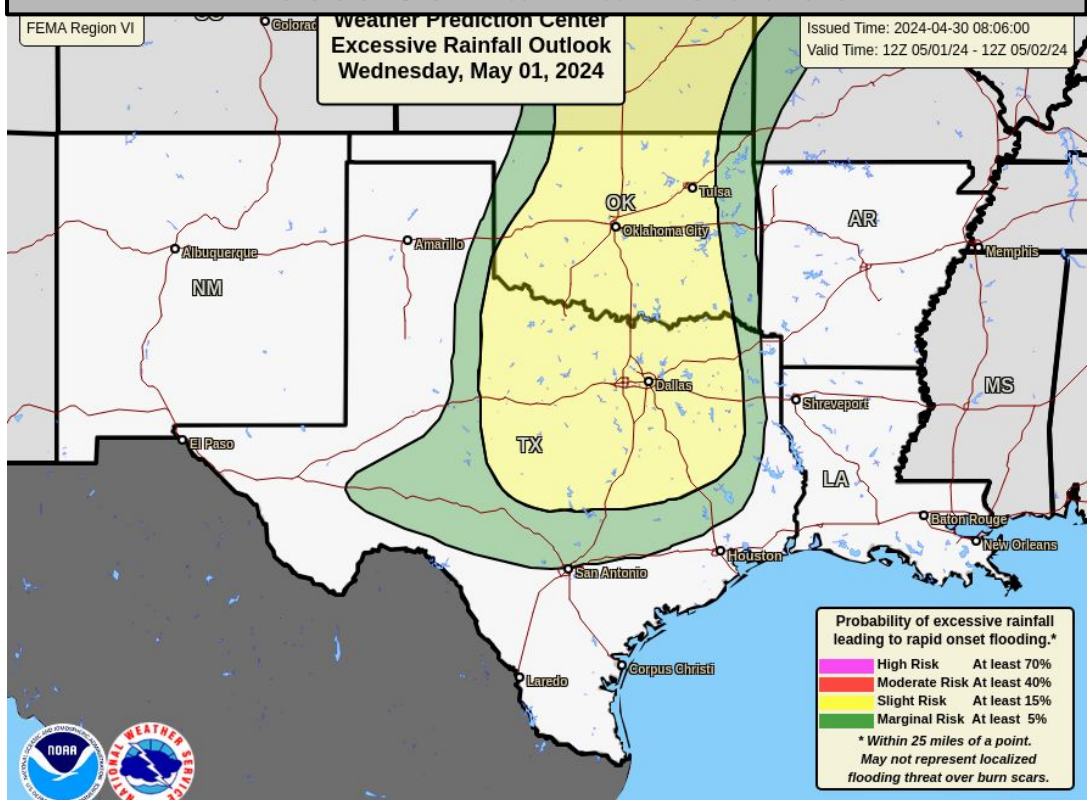 FEMA Region VI
Weather Prediction Center
Excessive Rainfall Outlook
Wednesday, May 01, 2024
Issued Time: 2024-04-30 08:06:00
Valid Time: 12Z 05/01/24 - 12Z 05/02/24
Tulsa
OK
Oklahoma City
AR
Amarillo
Albuquerque
Memphis
NM
Dallas
MS
Shreveport
El Paso
TX
LA
Baton Rouge
New Orleans
Houston
San Antonio
Corpus Christi
Laredo
Probability of excessive rainfall
leading to rapid onset flooding.*
High Risk At least 70%
Moderate Risk At least 40%
Slight Risk At least 15%
Marginal Risk At least 5%
* Within 25 miles of a point.
May not represent localized
flooding threat over burn scars.
NOAA
NATIONAL WEATHER SERVICE